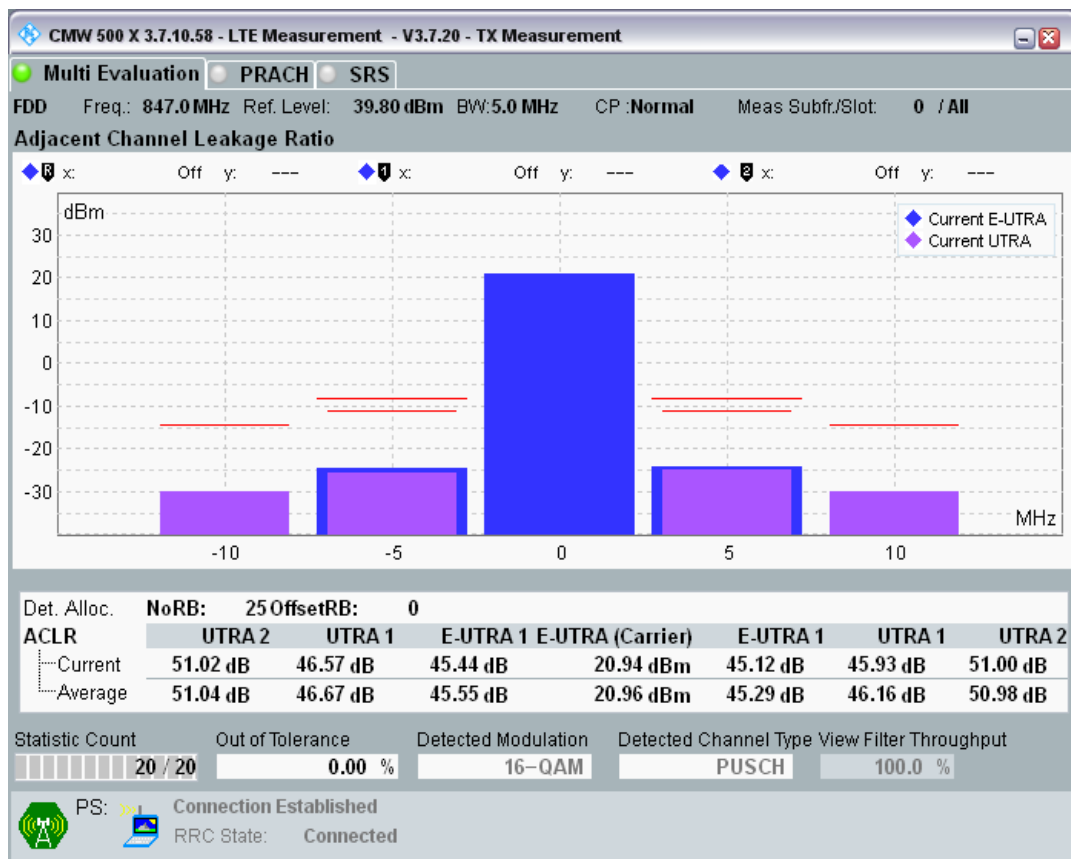 CMW 500 X 3.7.10.58 - LTE Measurement - V3.7.20 - TX Measurement
Multi Evaluation PRACH SRS
FDD Freq.: 847.0 MHz Ref. Level: 39.80 dBm BW:5.0 MHz CP :Normal Meas Subfr./Slot: 0 / All
Adjacent Channel Leakage Ratio
R x: Off y: --- 1 x: Off y: --- 2 x: Off y: ---
dBm
Current E-UTRA
Current UTRA
30
20
10
0
-10
-20
-30
MHz
-10 -5 0 5 10
Det. Alloc. NoRB: 25 OffsetRB: 0
ACLR UTRA 2 UTRA 1 E-UTRA 1 E-UTRA (Carrier) E-UTRA 1 UTRA 1 UTRA 2
Current 51.02 dB 46.57 dB 45.44 dB 20.94 dBm 45.12 dB 45.93 dB 51.00 dB
Average 51.04 dB 46.67 dB 45.55 dB 20.96 dBm 45.29 dB 46.16 dB 50.98 dB
Statistic Count Out of Tolerance Detected Modulation Detected Channel Type View Filter Throughput
20 / 20 0.00 % 16-QAM PUSCH 100.0 %
PS: Connection Established
RRC State: Connected